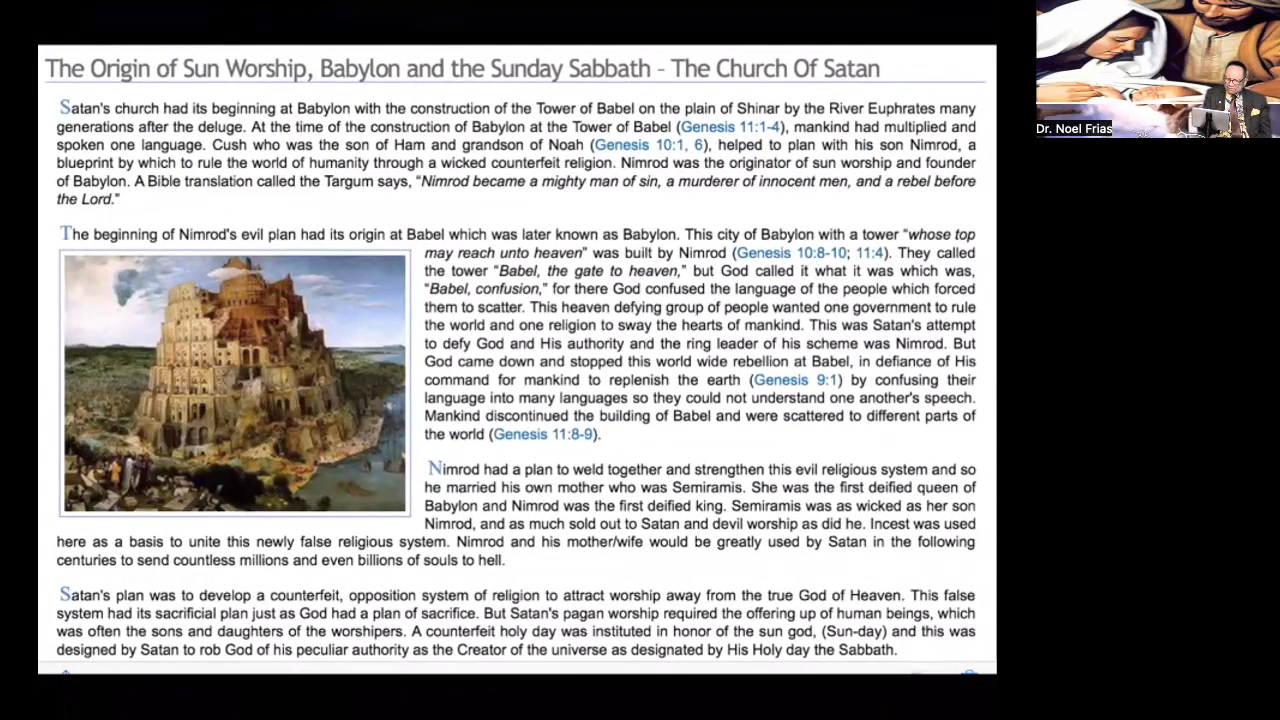 The Origin of Sun Worship, Babylon and the Sunday Sabbath - The Church Of Satan
Satan's church had its beginning at Babylon with the construction of the Tower of Babel on the plain of Shinar by the River Euphrates many
generations after the deluge. At the time of the construction of Babylon at the Tower of Babel (Genesis 11:1-4), mankind had multiplied and
spoken one language. Cush who was the son of Ham and grandson of Noah (Genesis 10:1, 6), helped to plan with his son Nimrod, a
blueprint by which to rule the world of humanity through a wicked counterfeit religion. Nimrod was the originator of sun worship and founder
of Babylon. A Bible translation called the Targum says, “Nimrod became a mighty man of sin, a murderer of innocent men, and a rebel before
the Lord.”
The beginning of Nimrod's evil plan had its origin at Babel which was later known as Babylon. This city of Babylon with a tower “whose top
may reach unto heaven” was built by Nimrod (Genesis 10:8-10; 11:4). They called
the tower “Babel, the gate to heaven,” but God called it what it was which was,
“Babel, confusion,” for there God confused the language of the people which forced
them to scatter. This heaven defying group of people wanted one government to rule
the world and one religion to sway the hearts of mankind. This was Satan's attempt
to defy God and His authority and the ring leader of his scheme was Nimrod. But
God came down and stopped this world wide rebellion at Babel, in defiance of His
command for mankind to replenish the earth (Genesis 9:1) by confusing their
language into many languages so they could not understand one another's speech.
Mankind discontinued the building of Babel and were scattered to different parts of
the world (Genesis 11:8-9).
Nimrod had a plan to weld together and strengthen this evil religious system and so
he married his own mother who was Semiramis. She was the first deified queen of
Babylon and Nimrod was the first deified king. Semiramis was as wicked as her son
Nimrod, and as much sold out to Satan and devil worship as did he. Incest was used
here as a basis to unite this newly false religious system. Nimrod and his mother/wife would be greatly used by Satan in the following
centuries to send countless millions and even billions of souls to hell.
Satan's plan was to develop a counterfeit, opposition system of religion to attract worship away from the true God of Heaven. This false
system had its sacrificial plan just as God had a plan of sacrifice. But Satan's pagan worship required the offering up of human beings, which
was often the sons and daughters of the worshipers. A counterfeit holy day was instituted in honor of the sun god, (Sun-day) and this was
designed by Satan to rob God of his peculiar authority as the Creator of the universe as designated by His Holy day the Sabbath.
Dr. Noel Frias